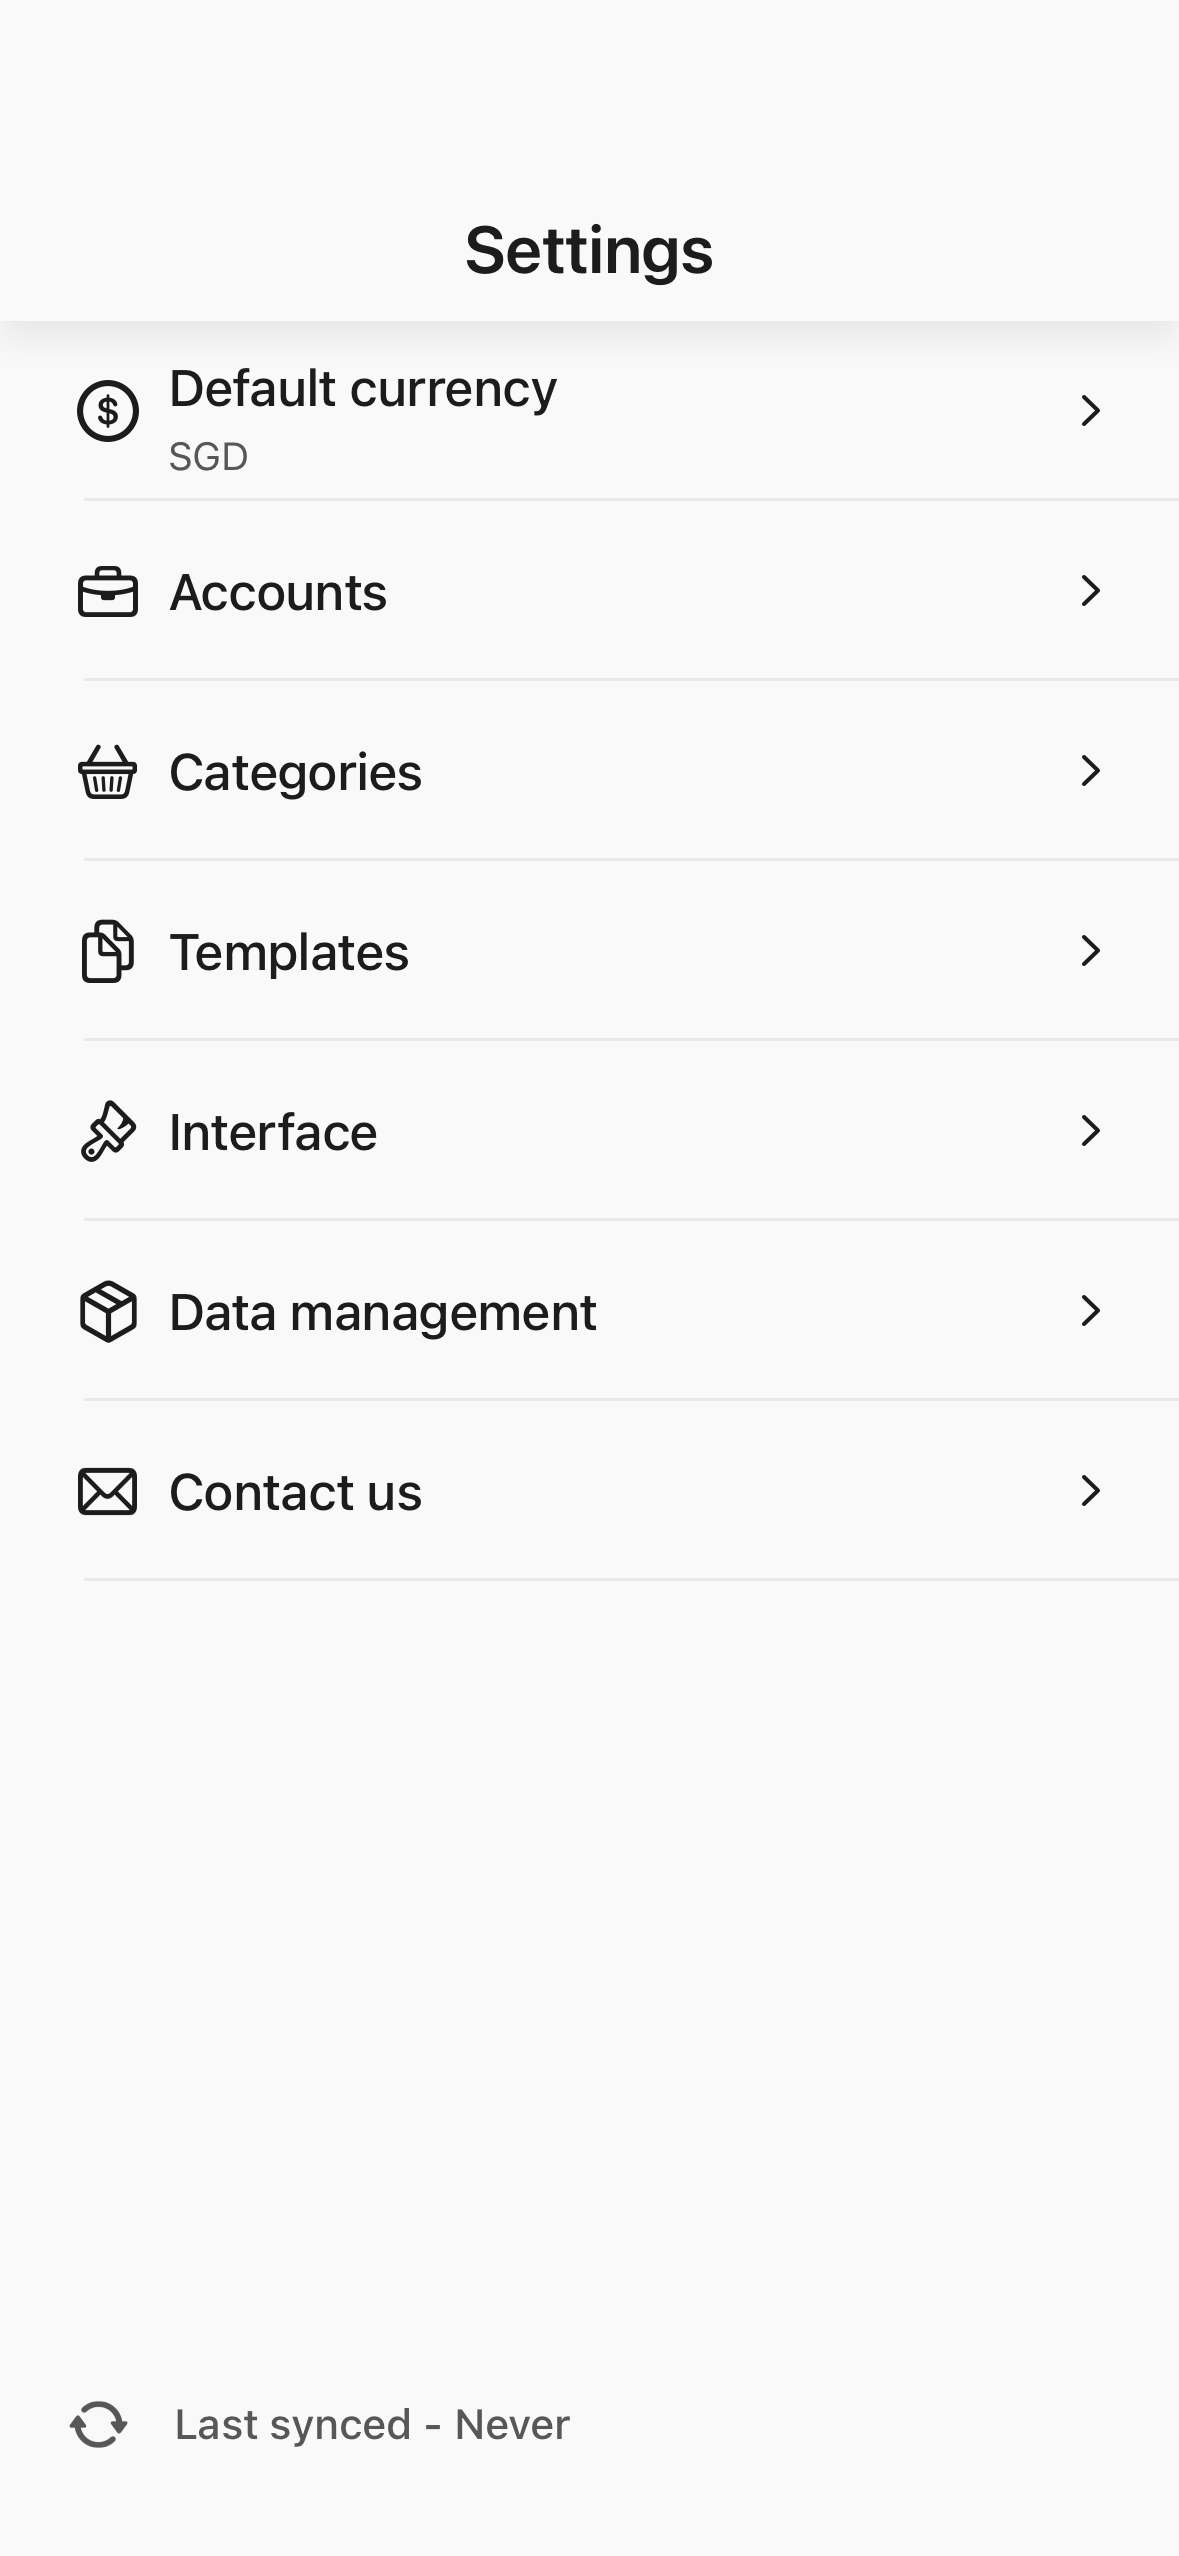 Settings
Default currency
SGD
Accounts
Categories
Templates
Interface
Data management
Contact us
Last synced - Never